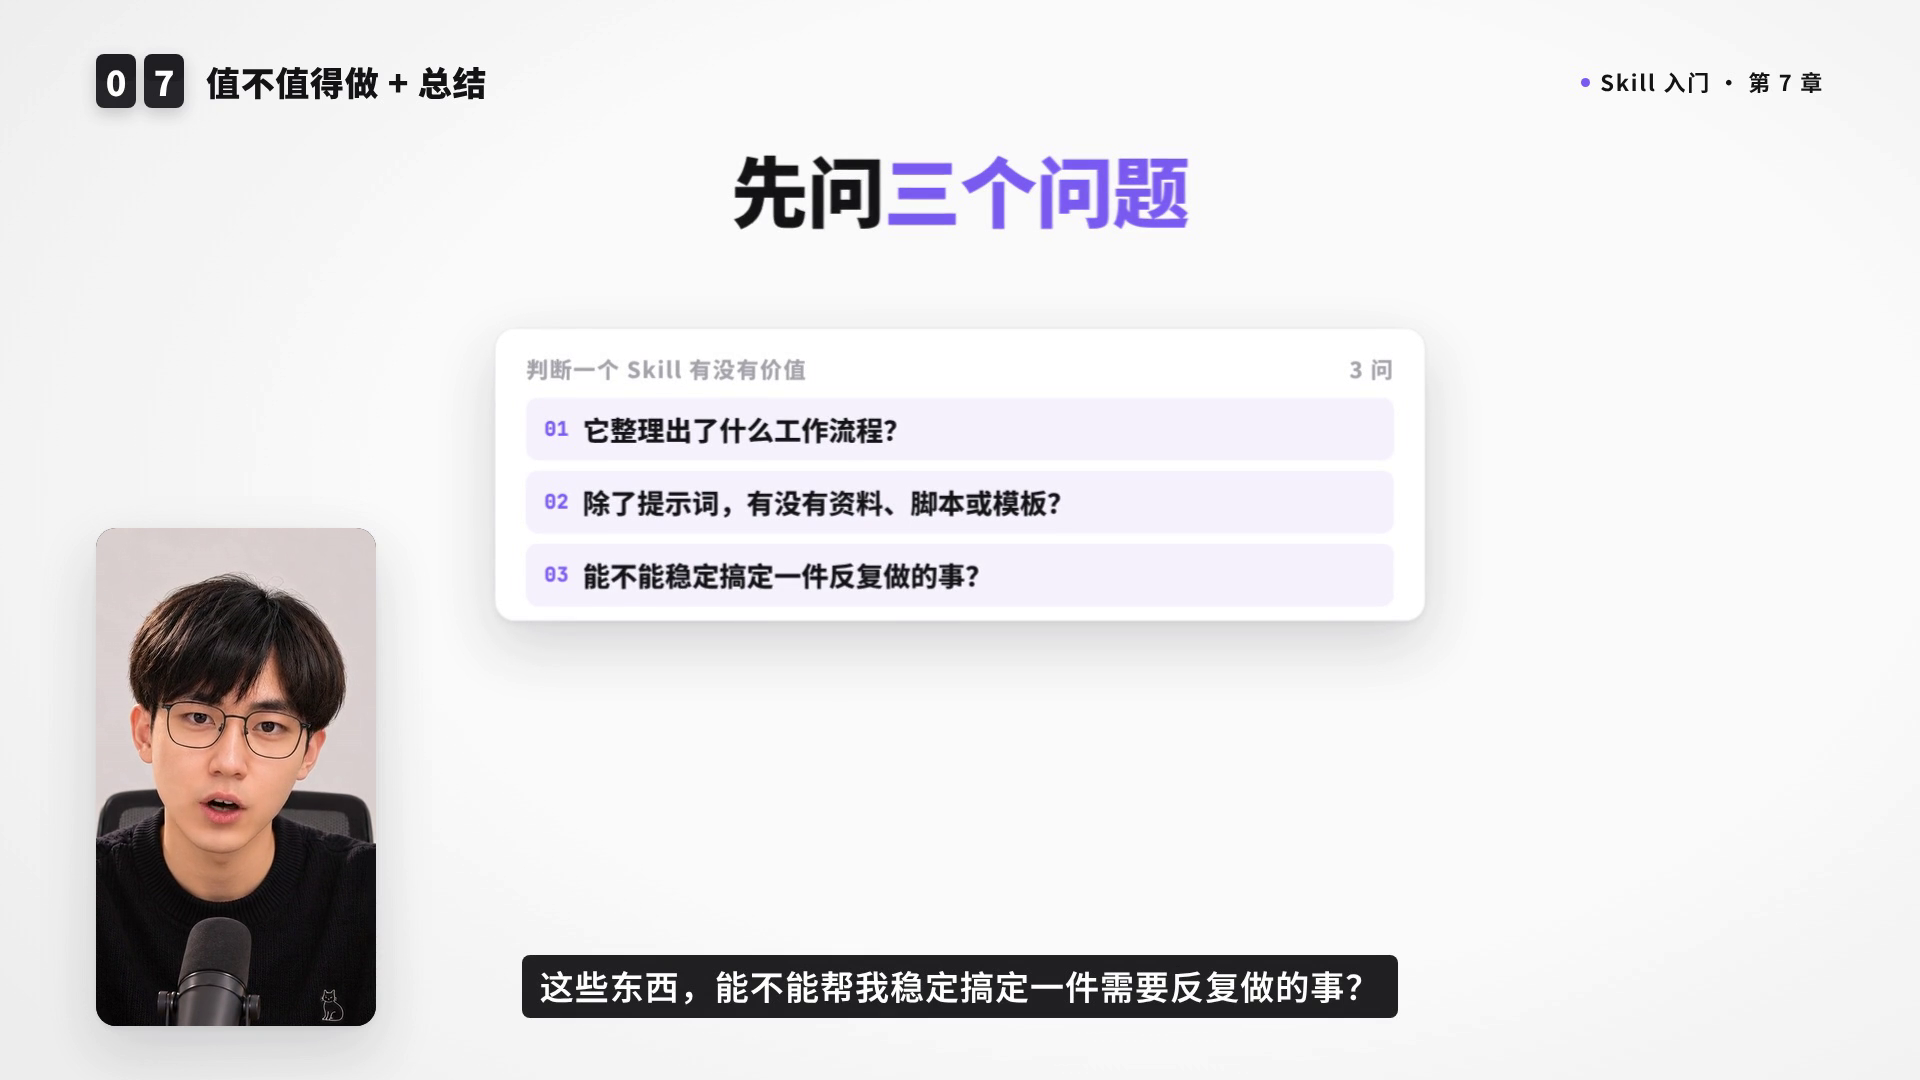 07 值不值得做 + 总结
Skill 入门 · 第 7 章
先问三个问题
判断一个 Skill 有没有价值 3 问
01 它整理出了什么工作流程？
02 除了提示词，有没有资料、脚本或模板？
03 能不能稳定搞定一件反复做的事？
这些东西，能不能帮我稳定搞定一件需要反复做的事？